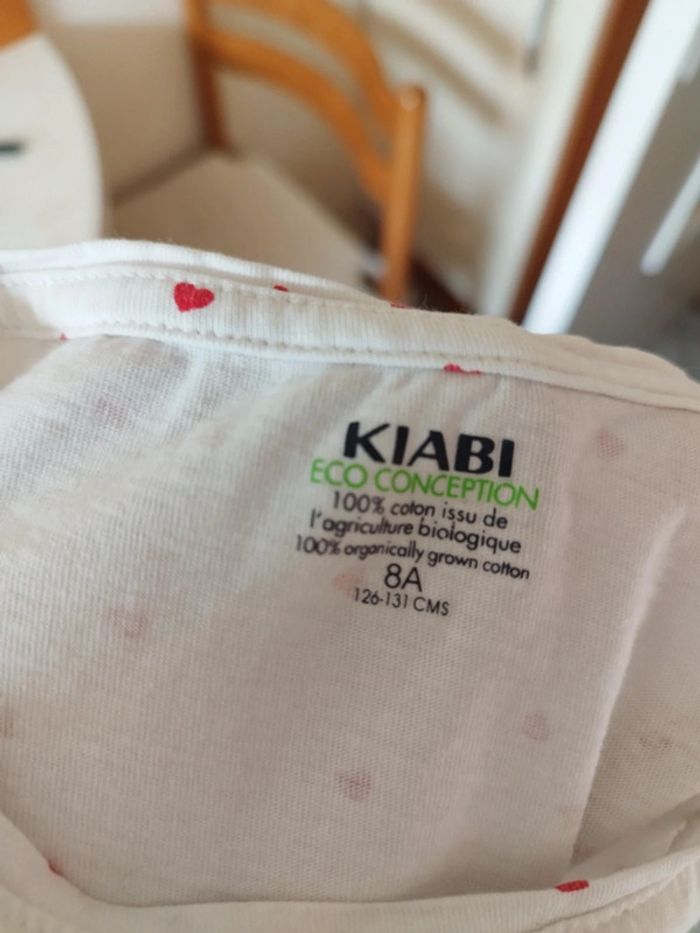 KIABI
ECO CONCEPTION
100% coton issu de
l'agriculture biologique
100% organically grown cotton
8A
126-131 CMS